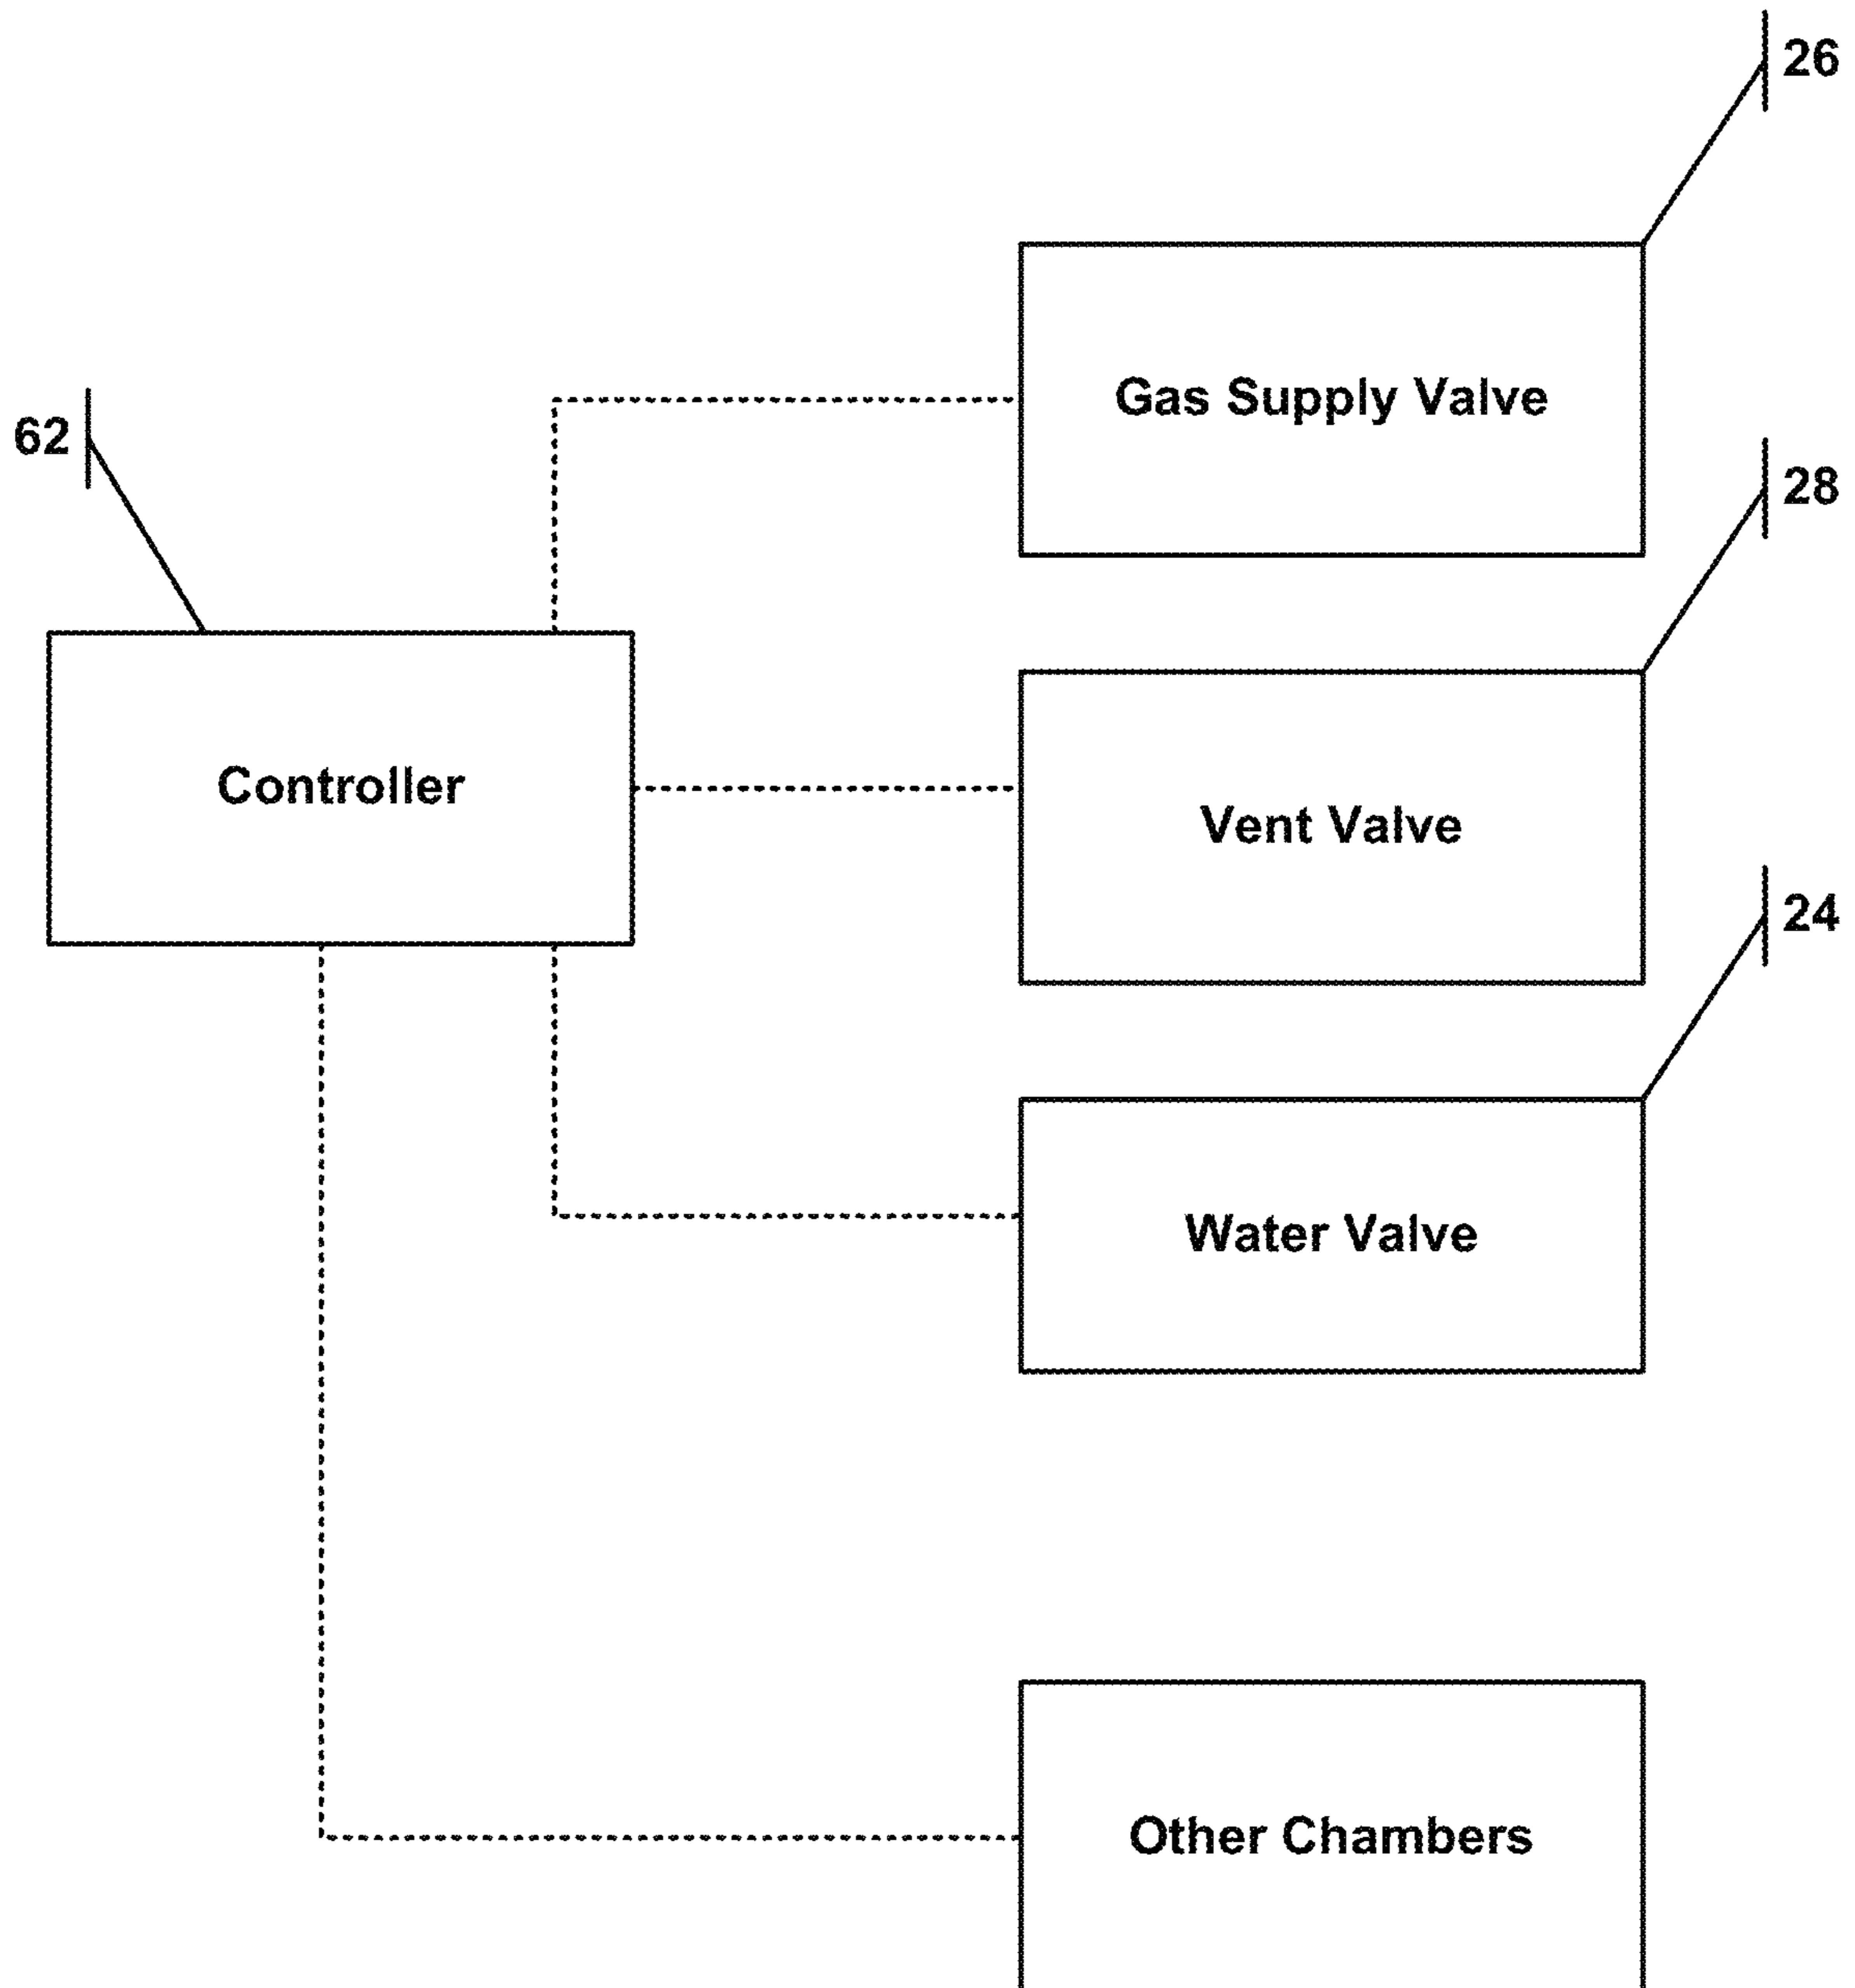 26
Gas Supply Valve
62
28
Controller
Vent Valve
24
Water Valve
Other Chambers